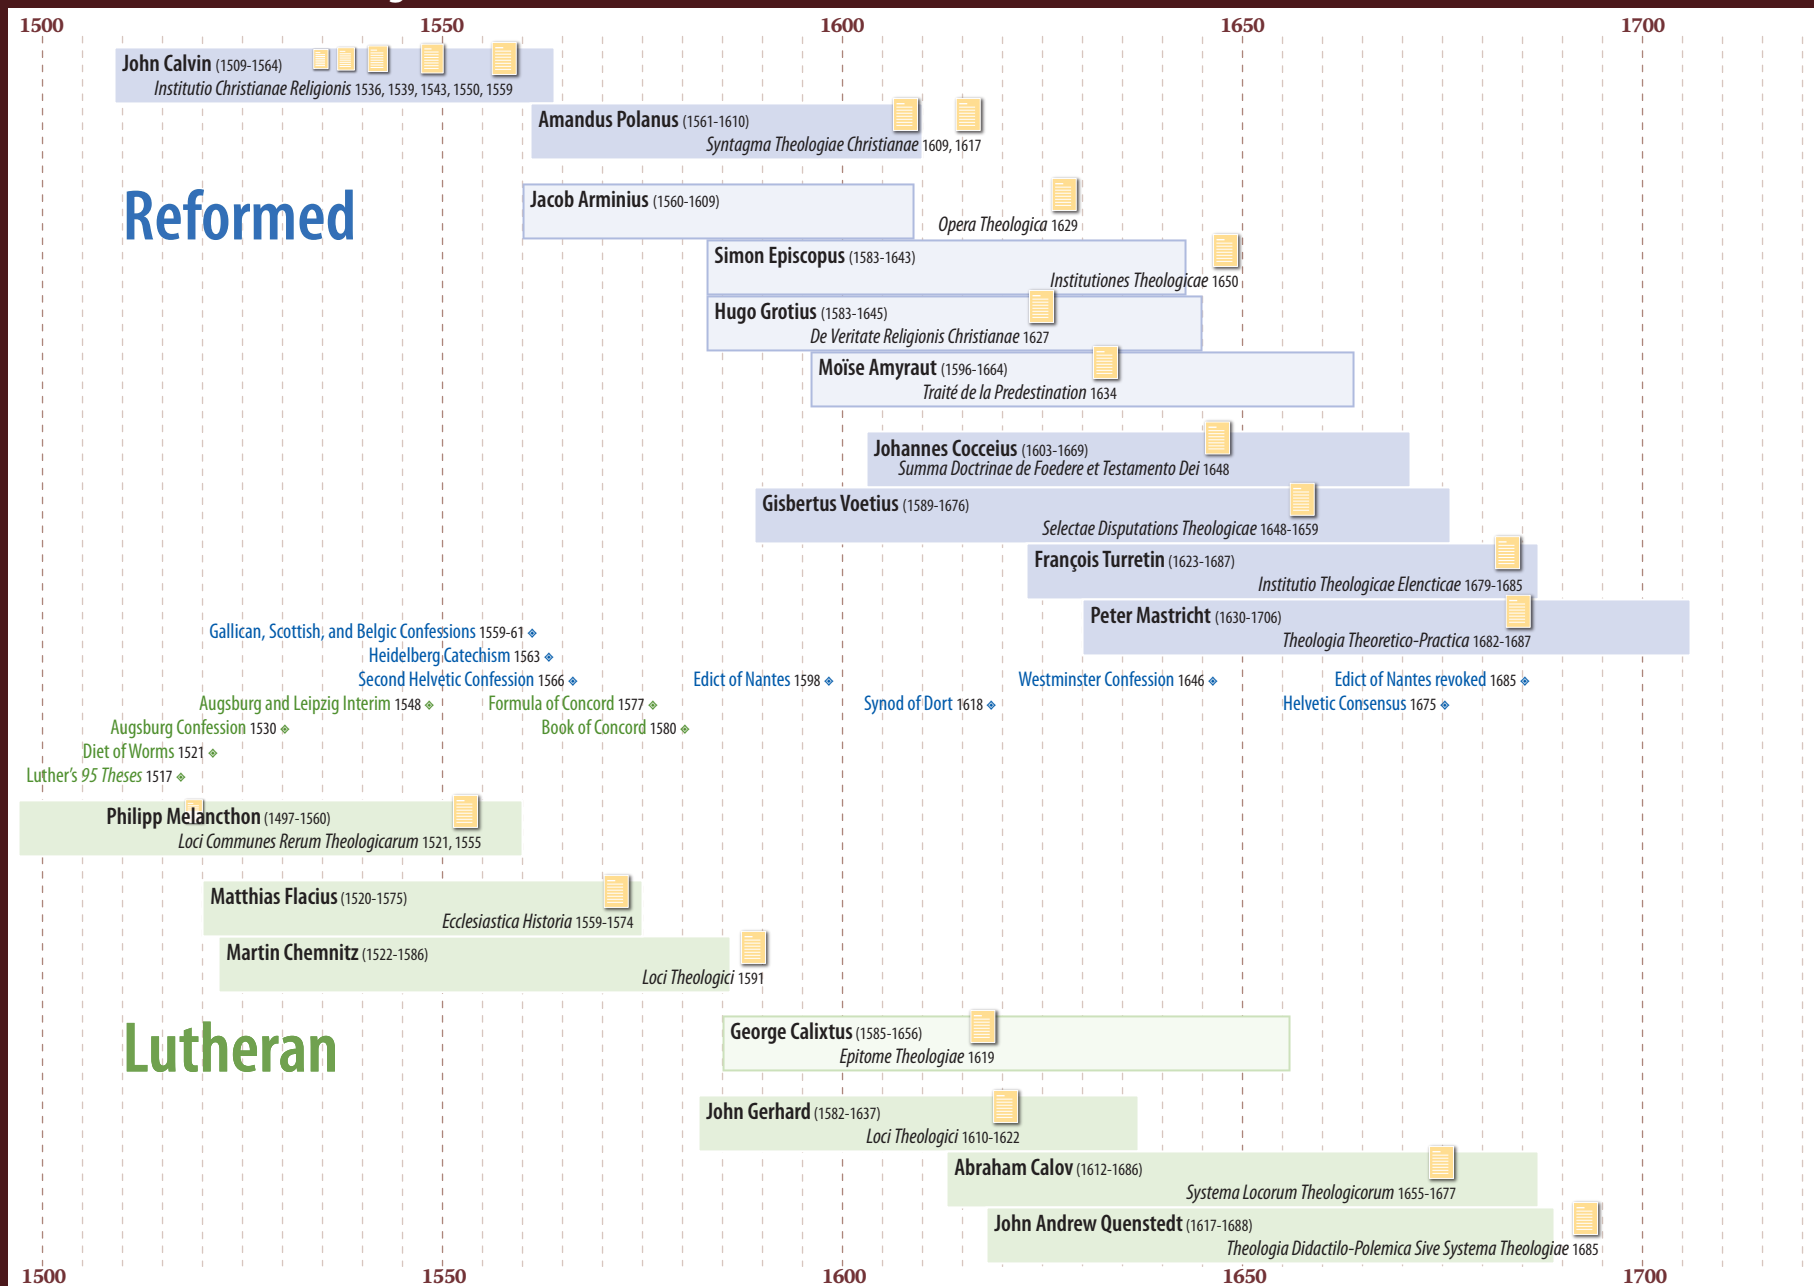 1500 1550 1600 1650 1700
John Calvin (1509-1564)
Institutio Christianae Religionis 1536, 1539, 1543, 1550, 1559
Amandus Polanus (1561-1610)
Syntagma Theologiae Christianae 1609, 1617
Reformed
Jacob Arminius (1560-1609)
Opera Theologica 1629
Simon Episcopus (1583-1643)
Institutiones Theologicae 1650
Hugo Grotius (1583-1645)
De Veritate Religionis Christianae 1627
Moïse Amyraut (1596-1664)
Traité de la Predestination 1634
Johannes Cocceius (1603-1669)
Summa Doctrinae de Foedere et Testamento Dei 1648
Gisbertus Voetius (1589-1676)
Selectae Disputations Theologicae 1648-1659
François Turretin (1623-1687)
Institutio Theologicae Elencticae 1679-1685
Peter Mastricht (1630-1706)
Theologia Theoretico-Practica 1682-1687
Gallican, Scottish, and Belgic Confessions 1559-61
Heidelberg Catechism 1563
Second Helvetic Confession 1566
Edict of Nantes 1598
Westminster Confession 1646
Edict of Nantes revoked 1685
Augsburg and Leipzig Interim 1548
Formula of Concord 1577
Synod of Dort 1618
Helvetic Consensus 1675
Augsburg Confession 1530
Book of Concord 1580
Diet of Worms 1521
Luther's 95 Theses 1517
Philipp Melancthon (1497-1560)
Loci Communes Rerum Theologicarum 1521, 1555
Matthias Flacius (1520-1575)
Ecclesiastica Historia 1559-1574
Martin Chemnitz (1522-1586)
Loci Theologici 1591
Lutheran
George Calixtus (1585-1656)
Epitome Theologiae 1619
John Gerhard (1582-1637)
Loci Theologici 1610-1622
Abraham Calov (1612-1686)
Systema Locorum Theologicorum 1655-1677
John Andrew Quenstedt (1617-1688)
Theologia Didactilo-Polemica Sive Systema Theologiae 1685
1500 1550 1600 1650 1700